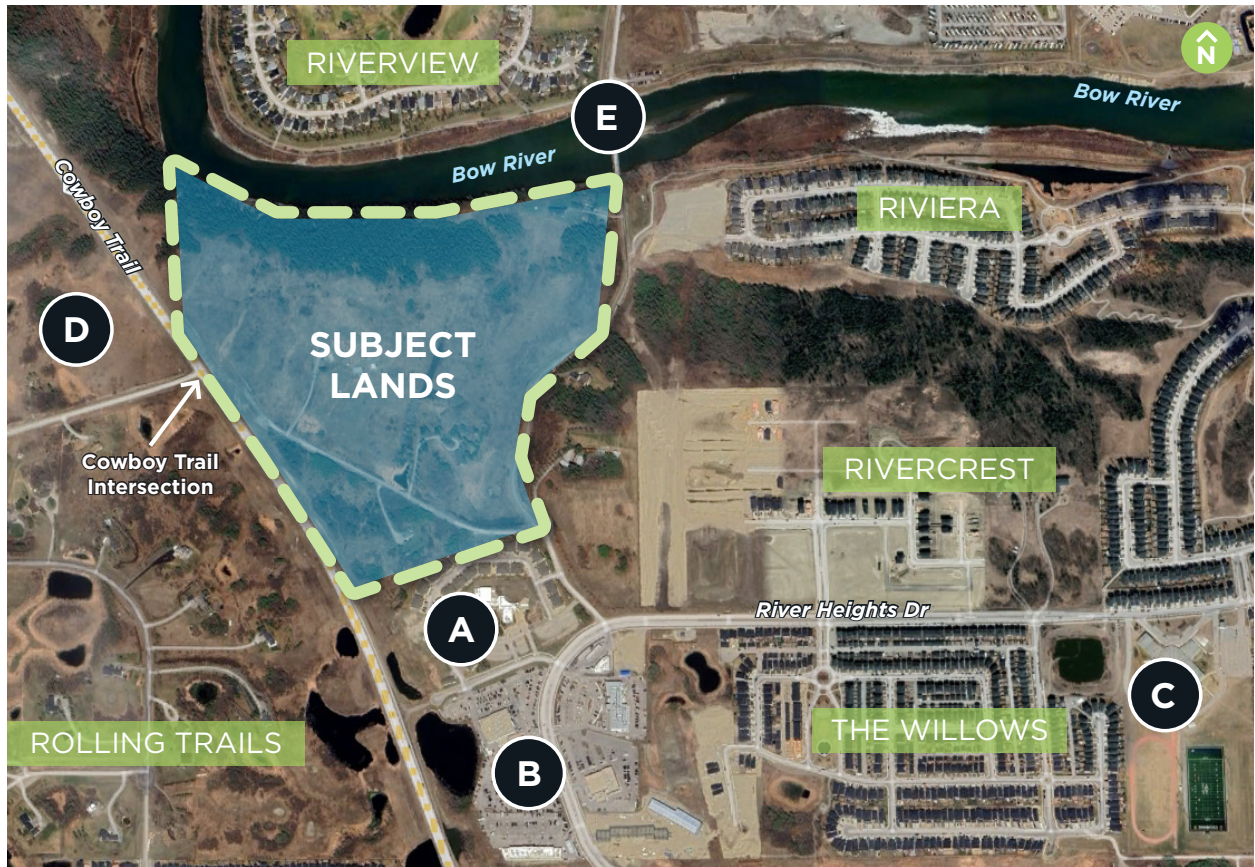 RIVERVIEW
N
E
Bow River
Bow River
Cowboy Trail
RIVIERA
D
SUBJECT
LANDS
Cowboy Trail
Intersection
RIVERCREST
River Heights Dr
A
C
ROLLING TRAILS
THE WILLOWS
B